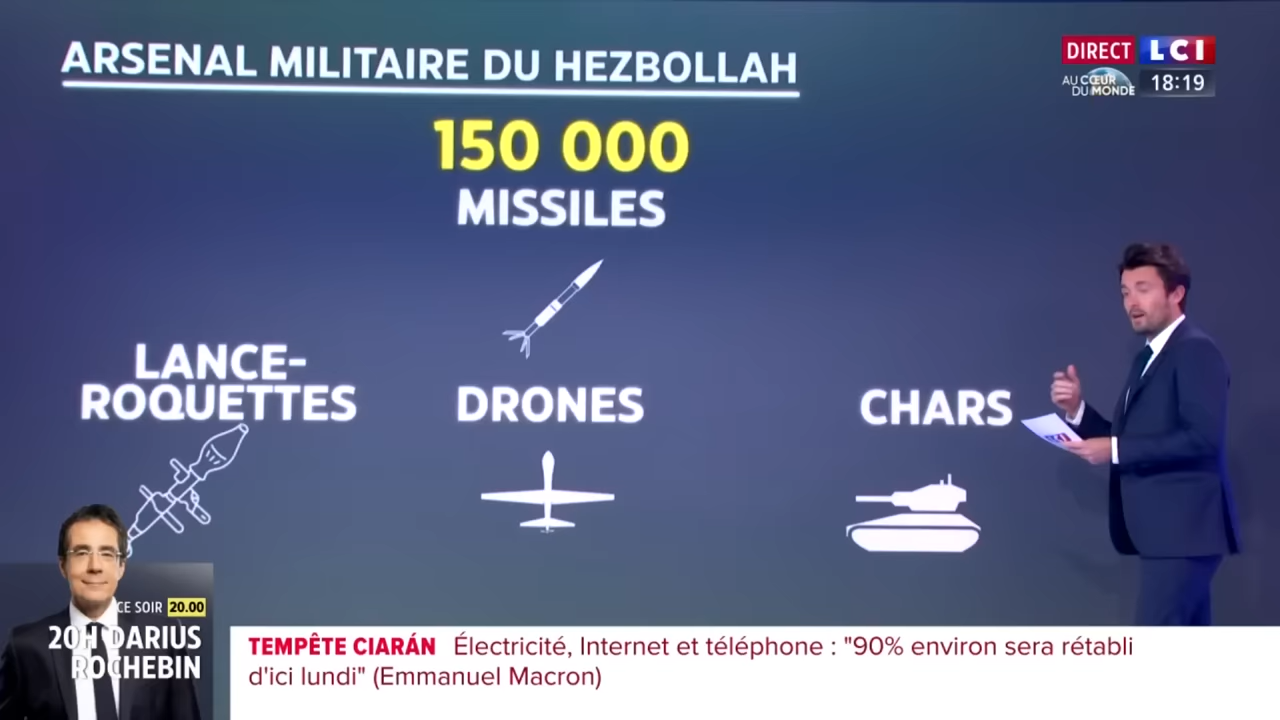 ARSENAL MILITAIRE DU HEZBOLLAH
DIRECT LCI
AU CŒUR
DU MONDE
18:19
150 000
MISSILES
LANCE-
ROQUETTES
DRONES
CHARS
LCI
CE SOIR 20.00
20H DARIUS
ROCHEBIN
TEMPÊTE CIARÁN Électricité, Internet et téléphone : "90% environ sera rétabli
d'ici lundi" (Emmanuel Macron)